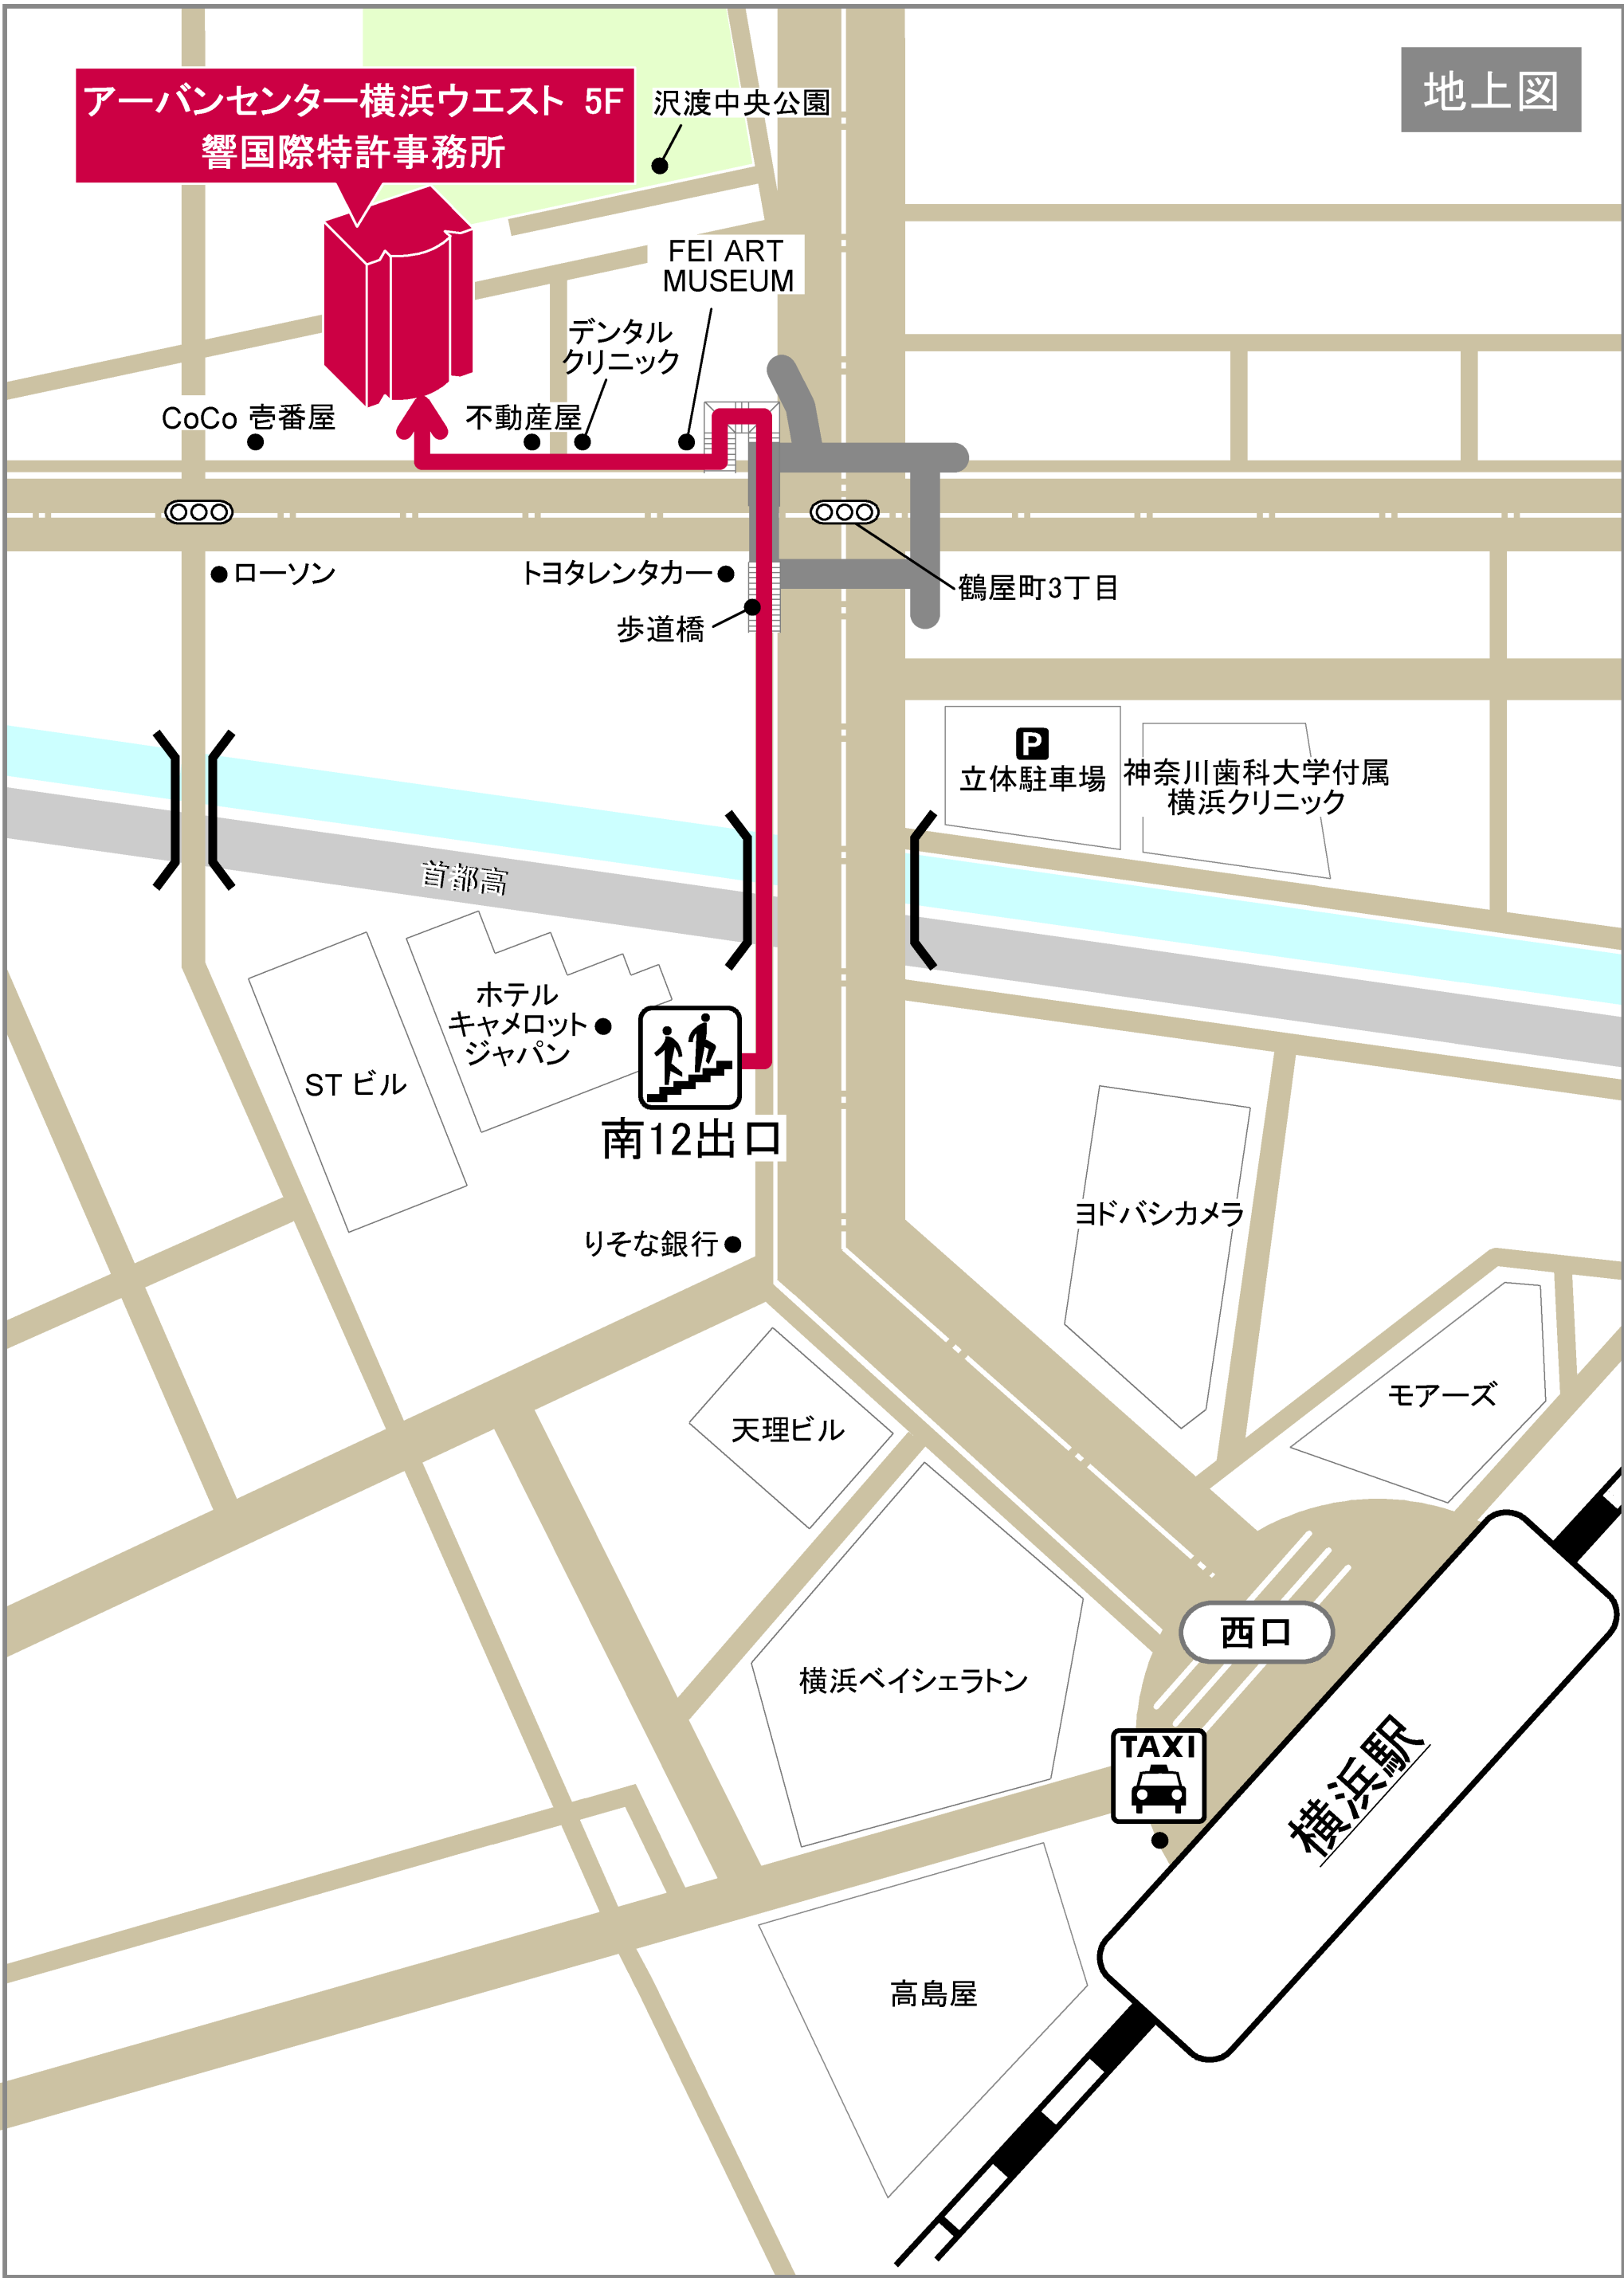 地上図
アーバンセンター横浜ウエスト 5F
響国際特許事務所
沢渡中央公園
FEI ART
MUSEUM
デンタル
クリニック
CoCo 壱番屋
不動産屋
ローソン
トヨタレンタカー
鶴屋町3丁目
歩道橋
P
立体駐車場
神奈川歯科大学付属
横浜クリニック
首都高
ホテル
キャメロット
ジャパン
ST ビル
南12出口
りそな銀行
ヨドバシカメラ
モアーズ
天理ビル
西口
横浜ベイシェラトン
TAXI
横浜駅
高島屋